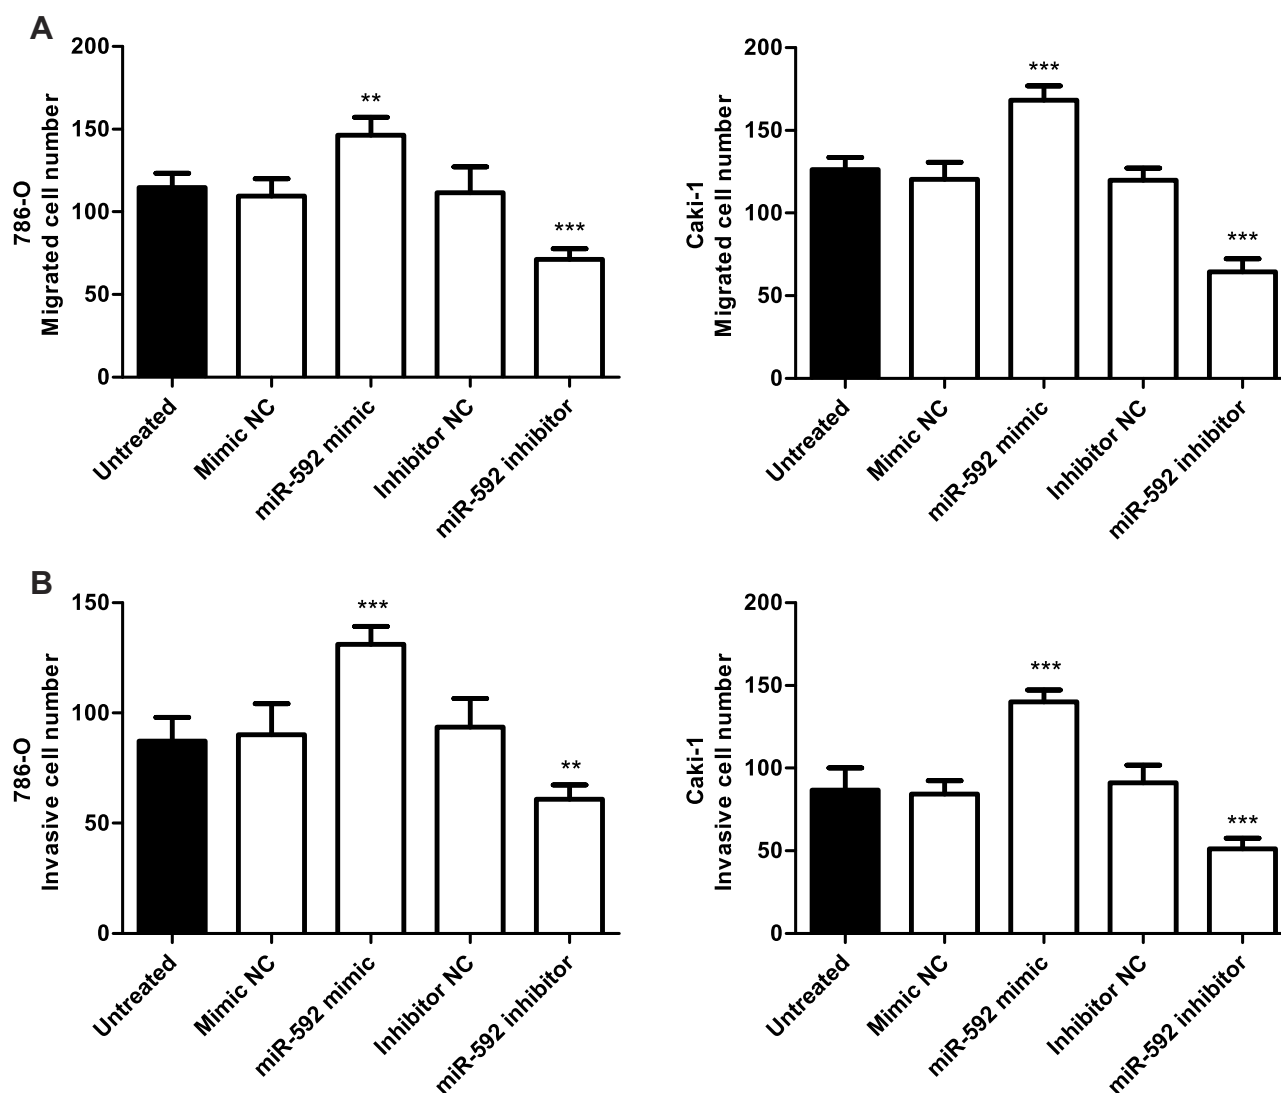 A
200
150
100
50
0
786-O
Migrated cell number
**
***
Untreated
Mimic NC
miR-592 mimic
Inhibitor NC
miR-592 inhibitor
200
150
100
50
0
Caki-1
Migrated cell number
***
***
Untreated
Mimic NC
miR-592 mimic
Inhibitor NC
miR-592 inhibitor
B
150
100
50
0
786-O
Invasive cell number
***
**
Untreated
Mimic NC
miR-592 mimic
Inhibitor NC
miR-592 inhibitor
200
150
100
50
0
Caki-1
Invasive cell number
***
***
Untreated
Mimic NC
miR-592 mimic
Inhibitor NC
miR-592 inhibitor